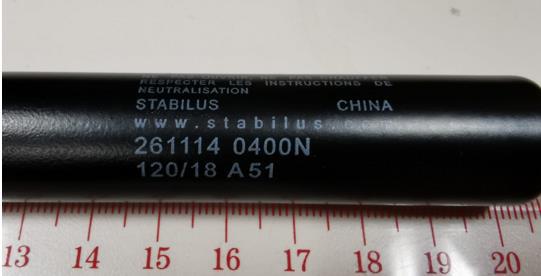 RESPECTER LES INSTRUCTIONS DE
NEUTRALISATION
STABILUS CHINA
www.stabilus.c
261114 0400N
120/18 A51
13 14 15 16 17 18 19 20